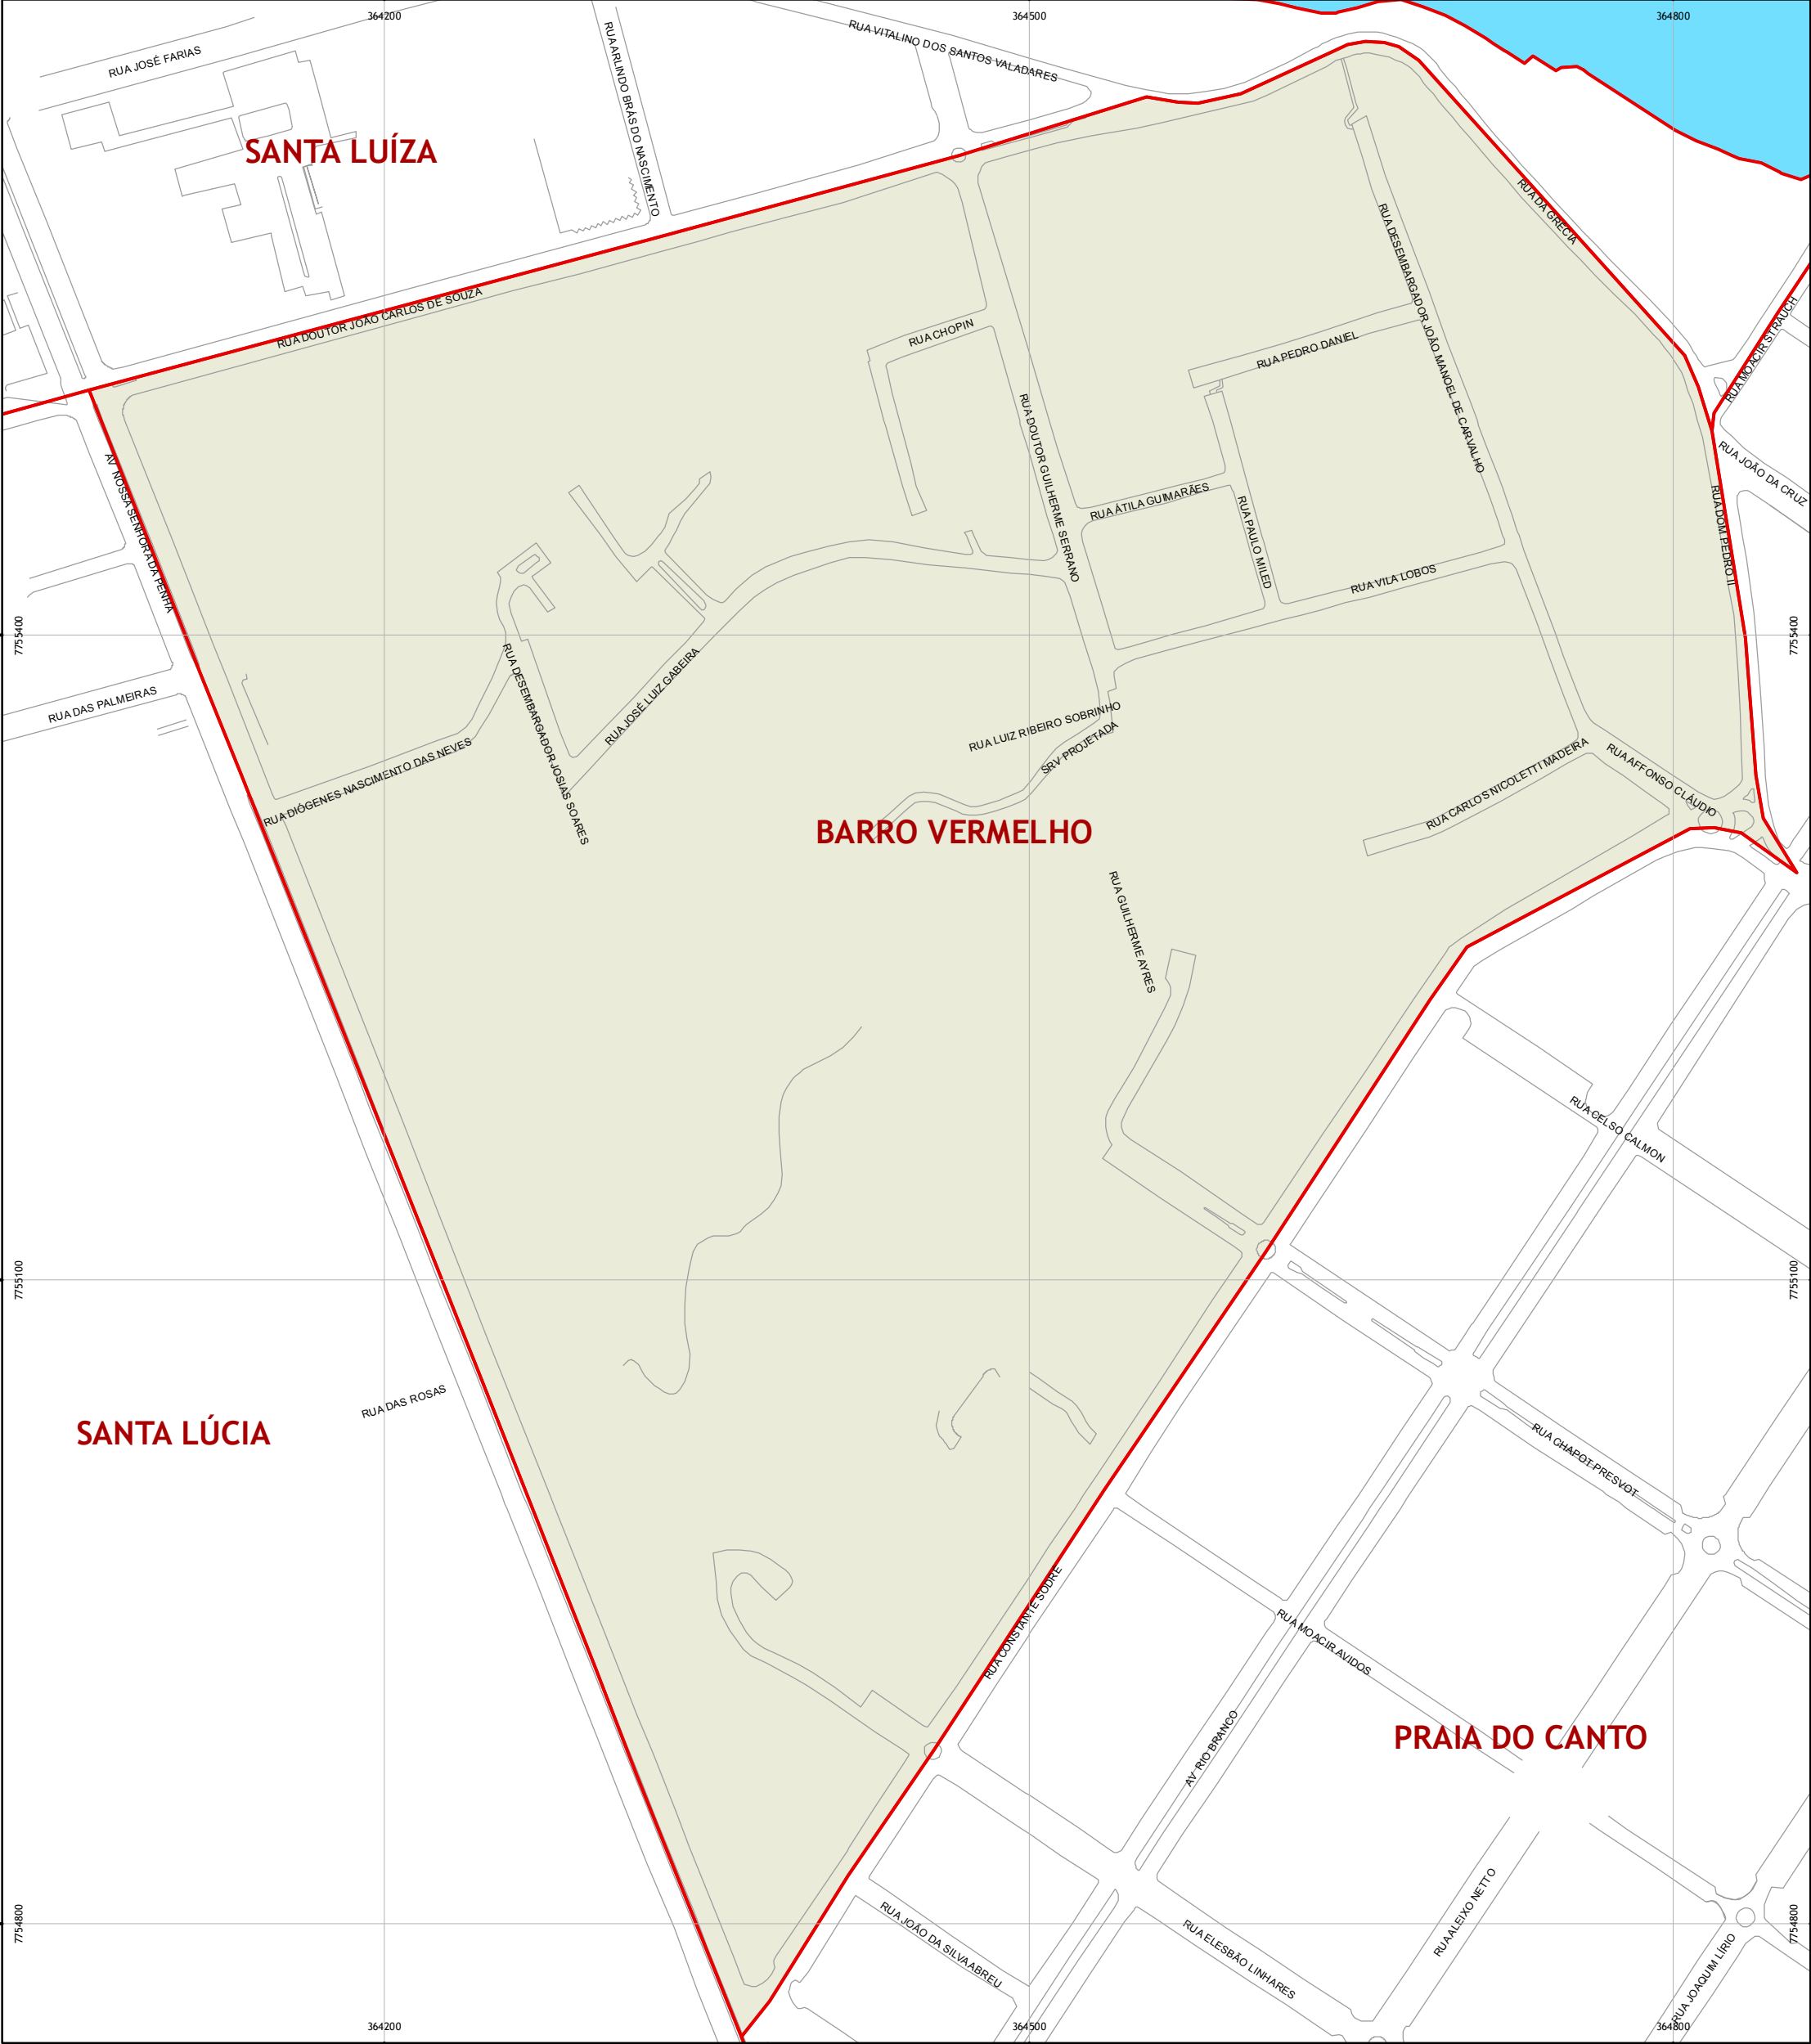 364200
364500
364800
RUA JOSÉ FARIAS
RUA ARLINDO BRÁS DO NASCIMENTO
RUA VITALINO DOS SANTOS VALADARES
SANTA LUÍZA
RUA DA GRECIA
RUA DESEMBARGADOR JOÃO MANOEL DE CARVALHO
RUA DOUTOR JOÃO CARLOS DE SOUZA
RUA CHOPIN
RUA PEDRO DANIEL
RUA MOACIR STRAUCH
RUA DOUTOR GUILHERME SERRANO
AV NOSSA SENHORA DA PENHA
RUA ÁTILA GUIMARÃES
RUA PAULO MILED
RUA JOÃO DA CRUZ
RUA DOM PEDRO II
RUA VILA LOBOS
7755400
7755400
RUA DAS PALMEIRAS
RUA DESEMBARGADOR JOSIAS SOARES
RUA JOSÉ LUIZ GABEIRA
RUA LUIZ RIBEIRO SOBRINHO
SRV PROJETADA
RUA DIÓGENES NASCIMENTO DAS NEVES
RUA CARLOS NICOLETTI MADEIRA
RUA AFFONSO CLÁUDIO
BARRO VERMELHO
RUA GUILHERME AYRES
RUA CELSO CALMON
7755100
7755100
RUA DAS ROSAS
SANTA LÚCIA
RUA CHAPOT PRESVOT
RUA CONSTANTE SODRE
RUA MOACIR AVIDOS
AV RIO BRANCO
PRAIA DO CANTO
7754800
7754800
RUA JOÃO DA SILVA ABREU
RUA ELESBÃO LINHARES
RUA ALEIXO NETTO
RUA JOAQUIM LÍRIO
364200
364500
364800